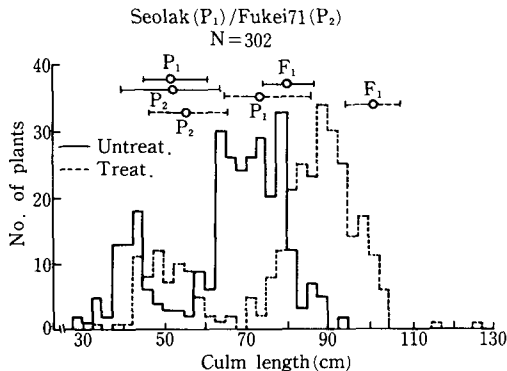 Seolak(P₁)/Fukei71(P₂)
N=302
40
30
20
10
0
No. of plants
P₁
F₁
P₂
P₁
F₁
P₂
Untreat.
Treat.
30 50 70 90 110 130
Culm length(cm)